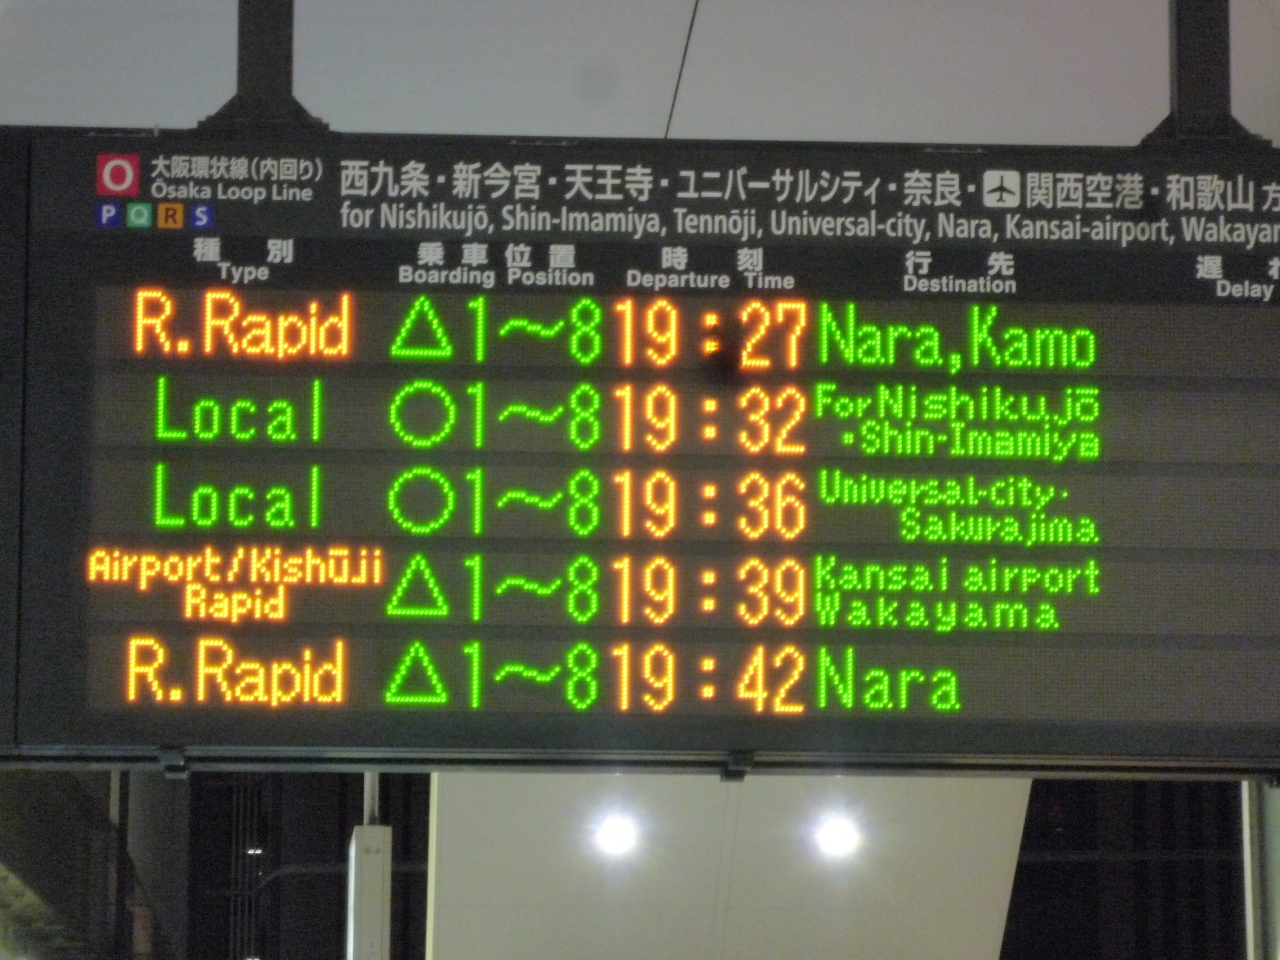 O 大阪環状線(内回り) 西九条・新今宮・天王寺・ユニバーサルシティ・奈良・関西空港・和歌山方
Ōsaka Loop Line
P Q R S for Nishikujō, Shin-Imamiya, Tennōji, Universal-city, Nara, Kansai-airport, Wakayam
種別 乗車位置 時刻 行先 遅れ
Type Boarding Position Departure Time Destination Delay
R.Rapid △1～8 19:27 Nara,Kamo
Local ○1～8 19:32 For Nishikujō
・Shin-Imamiya
Local ○1～8 19:36 Universal-city・
Sakurajima
Airport/Kishūji
Rapid △1～8 19:39 Kansai airport
Wakayama
R.Rapid △1～8 19:42 Nara